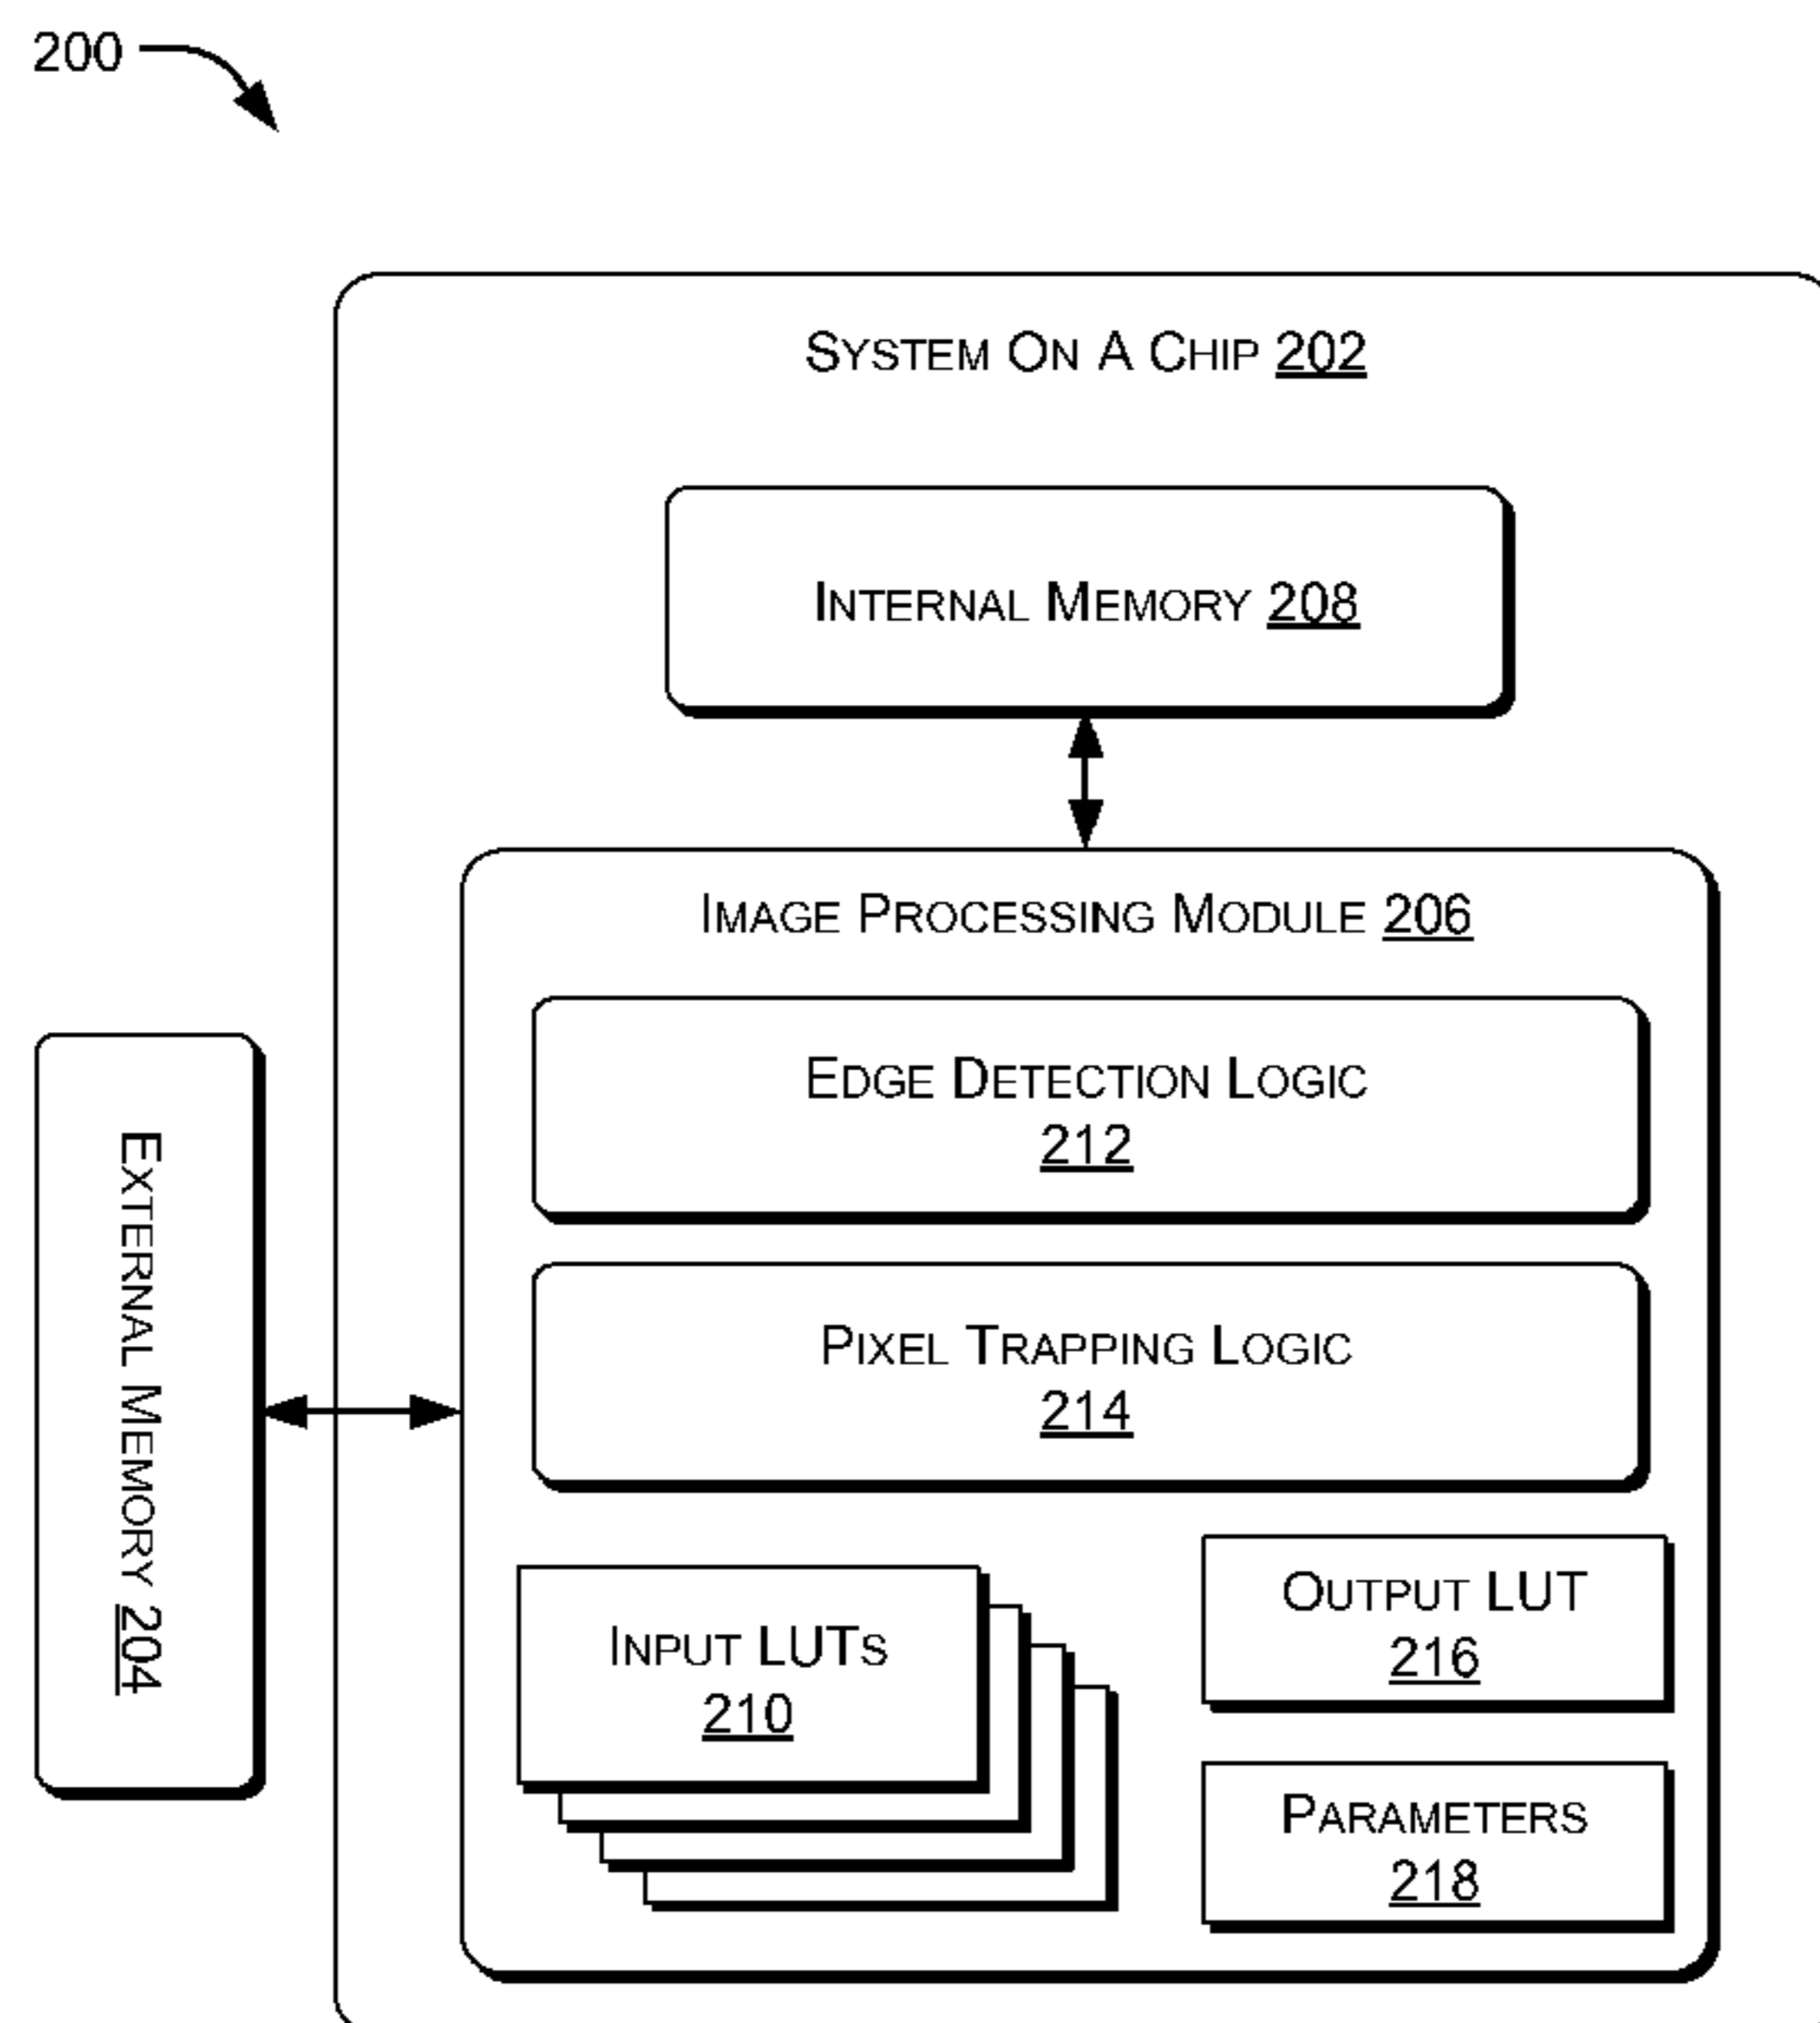 200
SYSTEM ON A CHIP 202
INTERNAL MEMORY 208
IMAGE PROCESSING MODULE 206
EDGE DETECTION LOGIC
212
EXTERNAL MEMORY 204
PIXEL TRAPPING LOGIC
214
INPUT LUTS
210
OUTPUT LUT
216
PARAMETERS
218